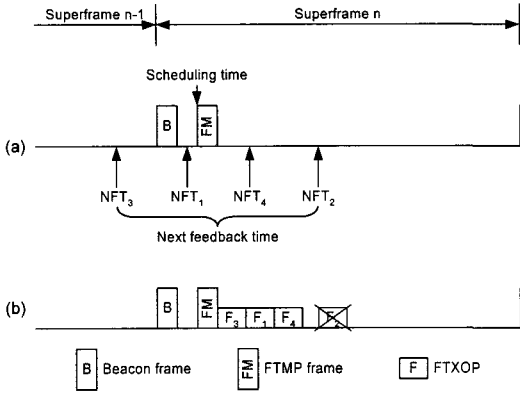 Superframe n-1
Superframe n
Scheduling time
B
FM
(a)
NFT₃
NFT₁
NFT₄
NFT₂
Next feedback time
(b)
B
FM
F₃
F₁
F₄
F₂
B
Beacon frame
FM
FTMP frame
F
FTXOP